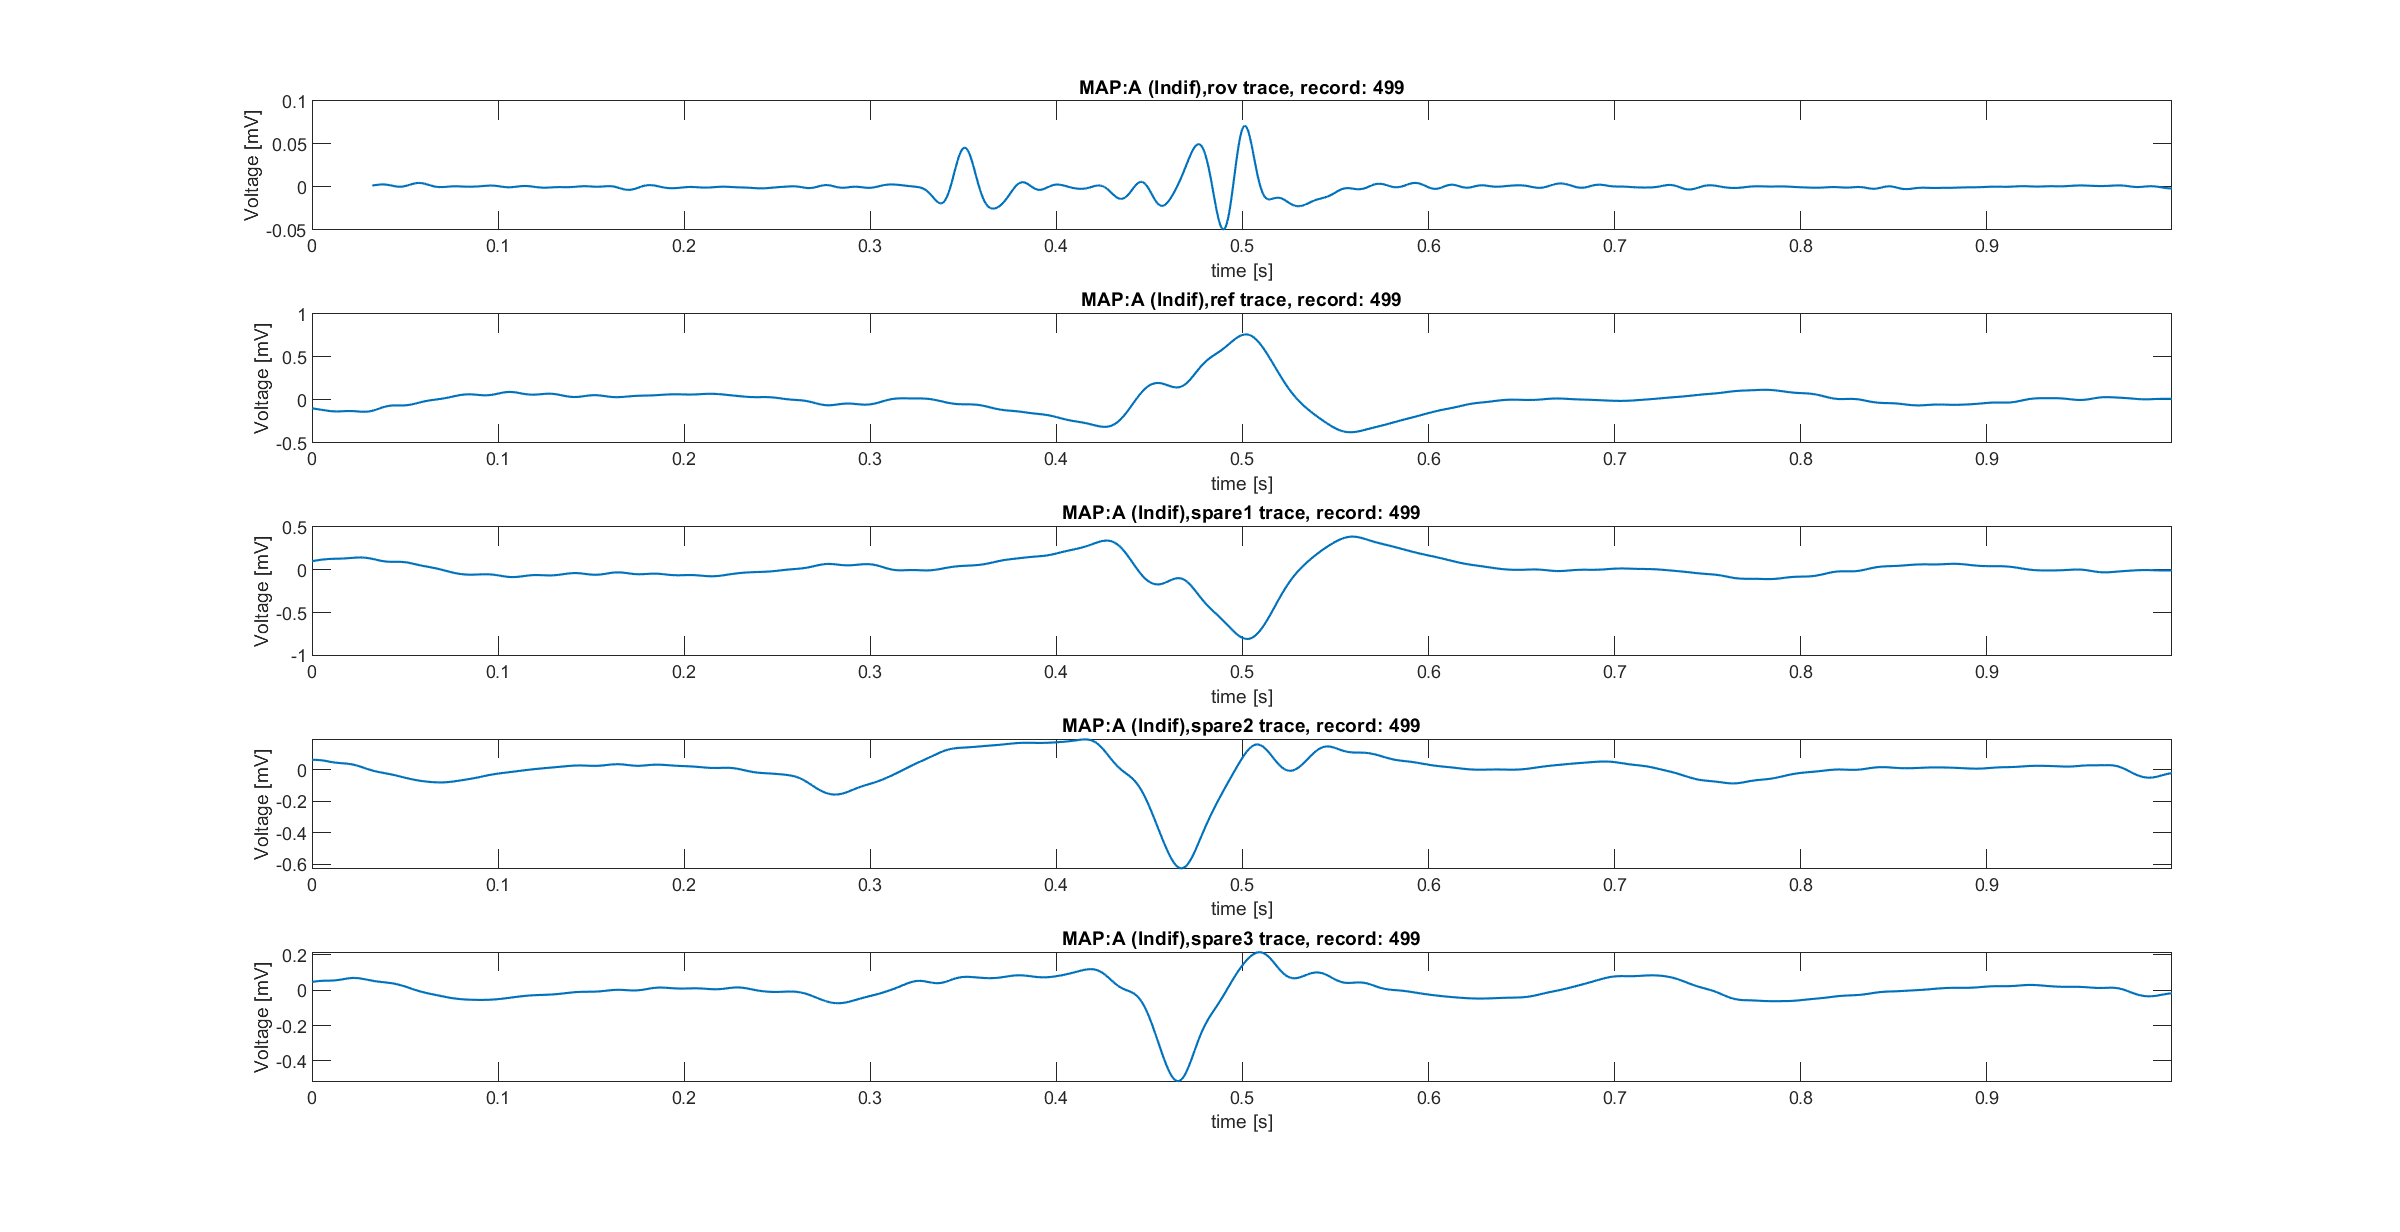 MAP:A (Indif),rov trace, record: 499
Voltage [mV]
0.1
0.05
0
-0.05
0 0.1 0.2 0.3 0.4 0.5 0.6 0.7 0.8 0.9
time [s]
MAP:A (Indif),ref trace, record: 499
Voltage [mV]
1
0.5
0
-0.5
0 0.1 0.2 0.3 0.4 0.5 0.6 0.7 0.8 0.9
time [s]
MAP:A (Indif),spare1 trace, record: 499
Voltage [mV]
0.5
0
-0.5
-1
0 0.1 0.2 0.3 0.4 0.5 0.6 0.7 0.8 0.9
time [s]
MAP:A (Indif),spare2 trace, record: 499
Voltage [mV]
0
-0.2
-0.4
-0.6
0 0.1 0.2 0.3 0.4 0.5 0.6 0.7 0.8 0.9
time [s]
MAP:A (Indif),spare3 trace, record: 499
Voltage [mV]
0.2
0
-0.2
-0.4
0 0.1 0.2 0.3 0.4 0.5 0.6 0.7 0.8 0.9
time [s]